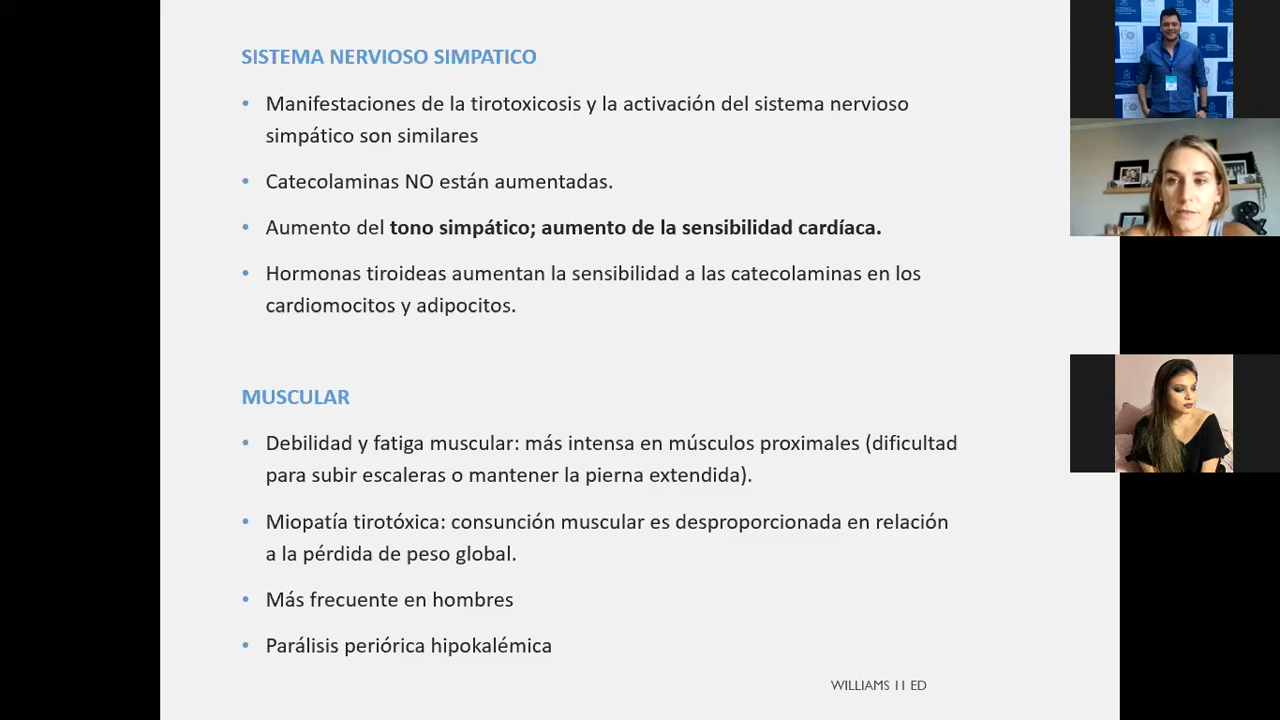 SISTEMA NERVIOSO SIMPATICO
• Manifestaciones de la tirotoxicosis y la activación del sistema nervioso
simpático son similares
• Catecolaminas NO están aumentadas.
• Aumento del tono simpático; aumento de la sensibilidad cardíaca.
• Hormonas tiroideas aumentan la sensibilidad a las catecolaminas en los
cardiomocitos y adipocitos.
MUSCULAR
• Debilidad y fatiga muscular: más intensa en músculos proximales (dificultad
para subir escaleras o mantener la pierna extendida).
• Miopatía tirotóxica: consunción muscular es desproporcionada en relación
a la pérdida de peso global.
• Más frecuente en hombres
• Parálisis periórica hipokalémica
WILLIAMS 11 ED